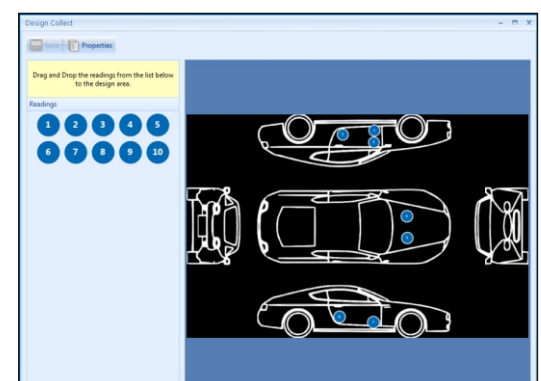 Design Collect
Save Properties
Drag and Drop the readings from the list below
to the design area.
Readings
1 2 3 4 5
6 7 8 9 10